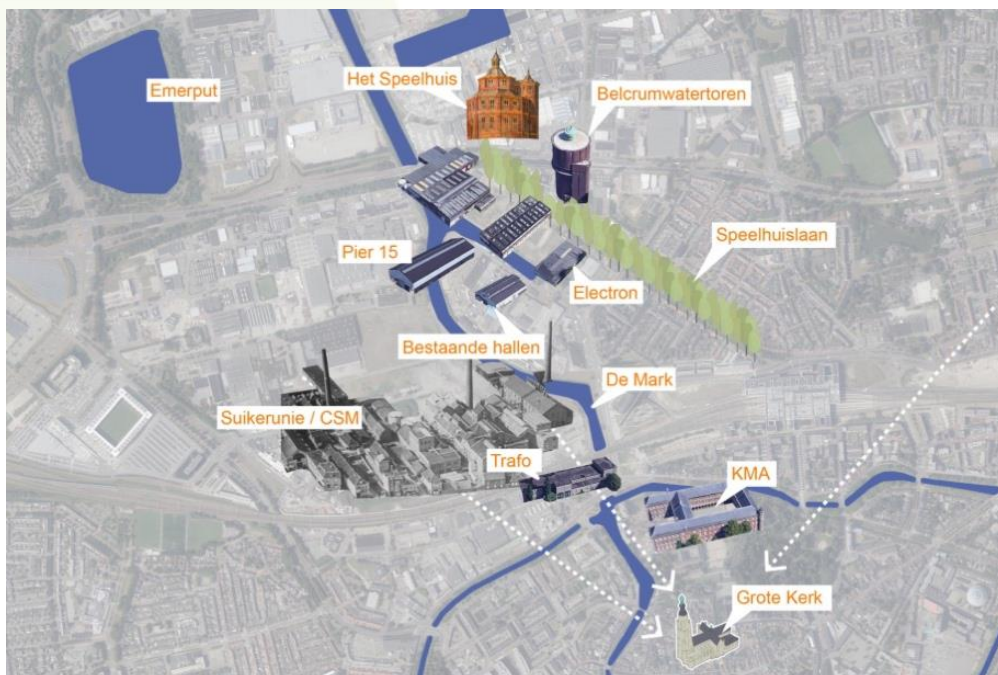 Het Speelhuis
Emerput
Belcrumwatertoren
Speelhuislaan
Pier 15
Electron
Bestaande hallen
De Mark
Suikerunie / CSM
Trafo
KMA
Grote Kerk